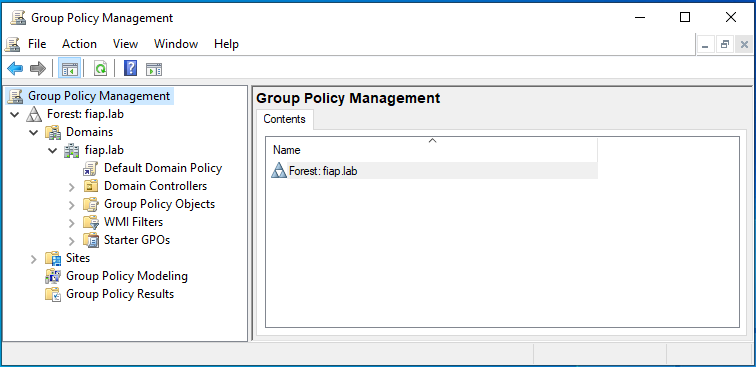 Group Policy Management
File Action View Window Help
Group Policy Management
Forest: fiap.lab
Domains
fiap.lab
Default Domain Policy
Domain Controllers
Group Policy Objects
WMI Filters
Starter GPOs
Sites
Group Policy Modeling
Group Policy Results
Group Policy Management
Contents
Name
Forest: fiap.lab